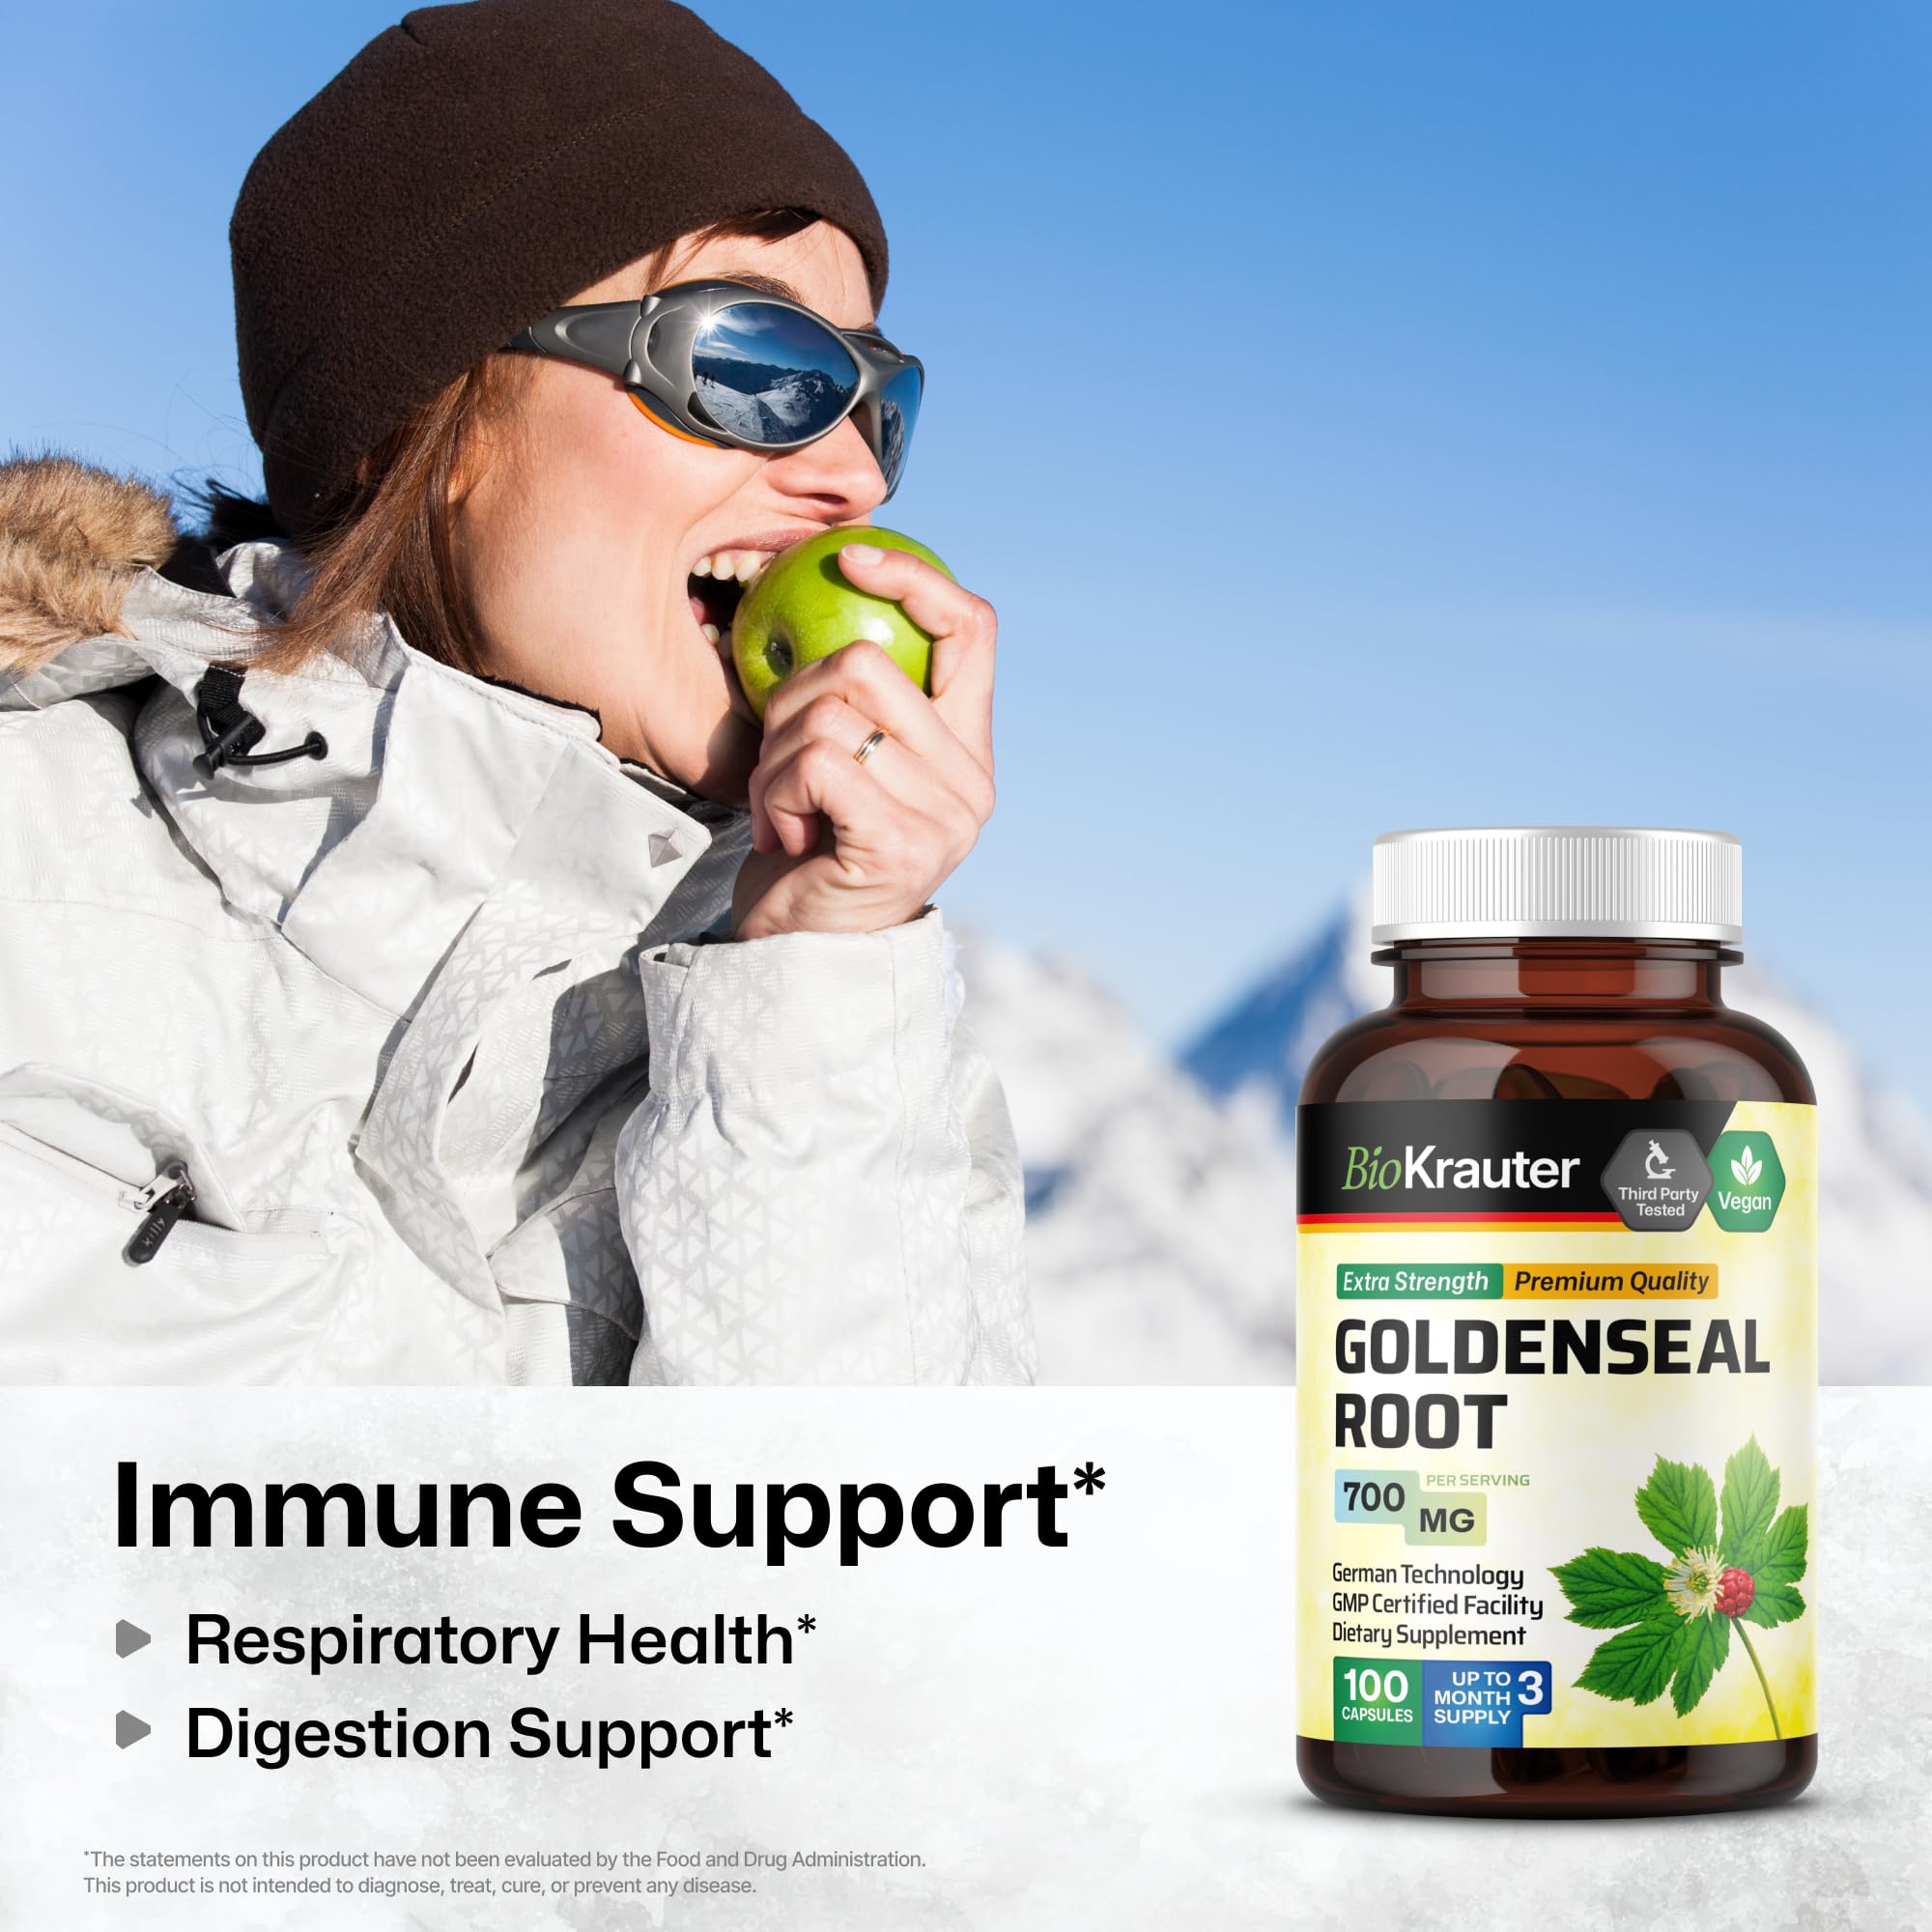 BioKrauter
Third Party
Tested
Vegan
Extra Strength Premium Quality
GOLDENSEAL
ROOT
700 MG PER SERVING
German Technology
GMP Certified Facility
Dietary Supplement
100
CAPSULES
UP TO
MONTH 3
SUPPLY
Immune Support*
Respiratory Health*
Digestion Support*
*The statements on this product have not been evaluated by the Food and Drug Administration.
This product is not intended to diagnose, treat, cure, or prevent any disease.
killy